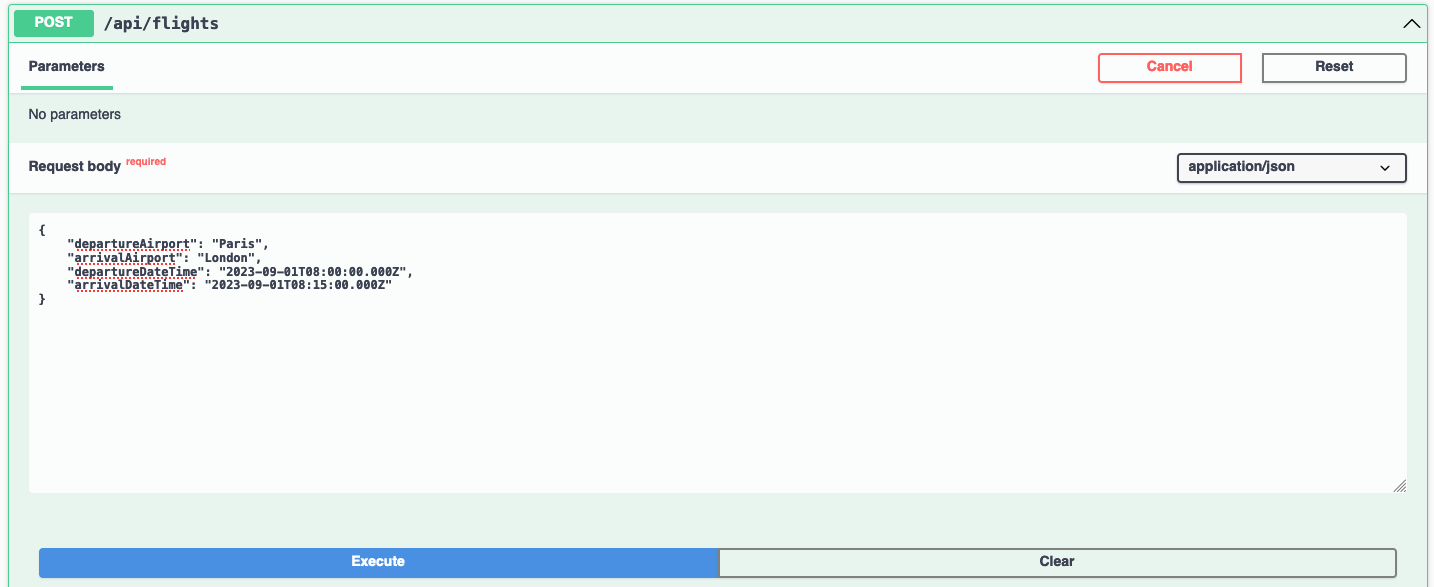 POST /api/flights
Parameters
Cancel
Reset
No parameters
Request body required
application/json
{
    "departureAirport": "Paris",
    "arrivalAirport": "London",
    "departureDateTime": "2023-09-01T08:00:00.000Z",
    "arrivalDateTime": "2023-09-01T08:15:00.000Z"
}
Execute
Clear